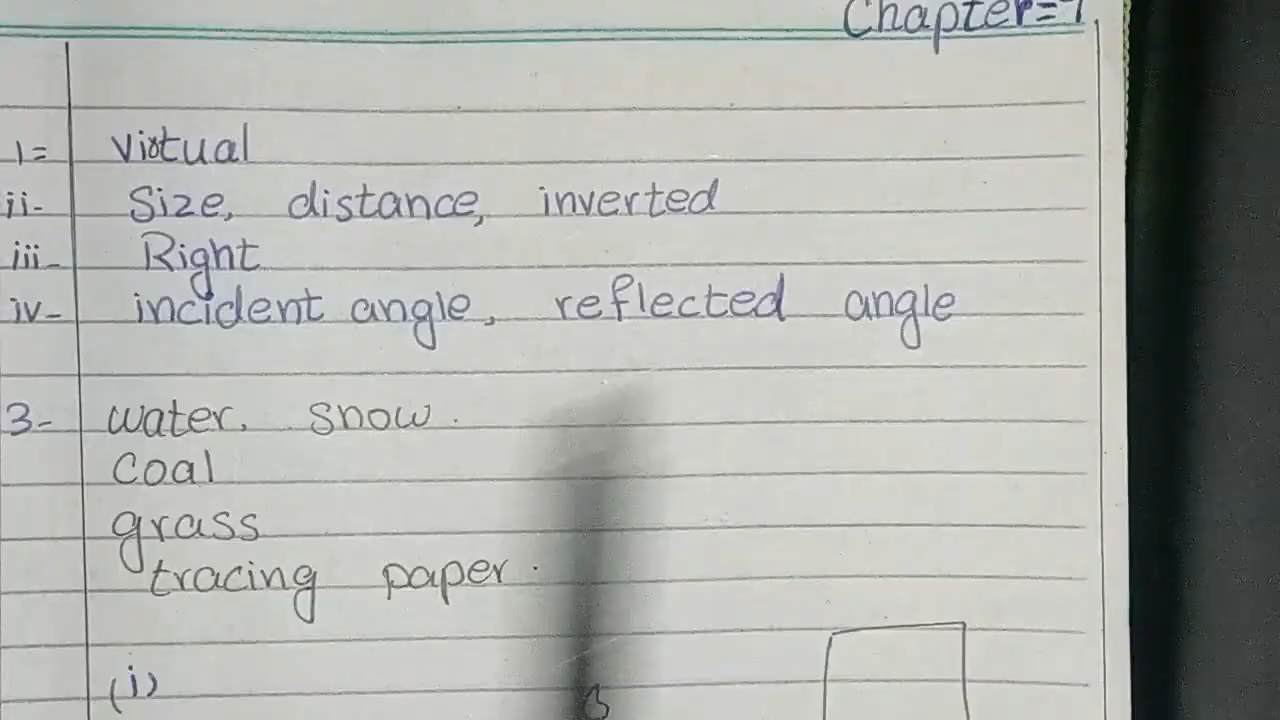 Chapter=7
1= Virtual
ii- Size, distance, inverted
iii- Right
iv- incident angle, reflected angle
3- water, snow.
coal
grass
tracing paper.
(i)